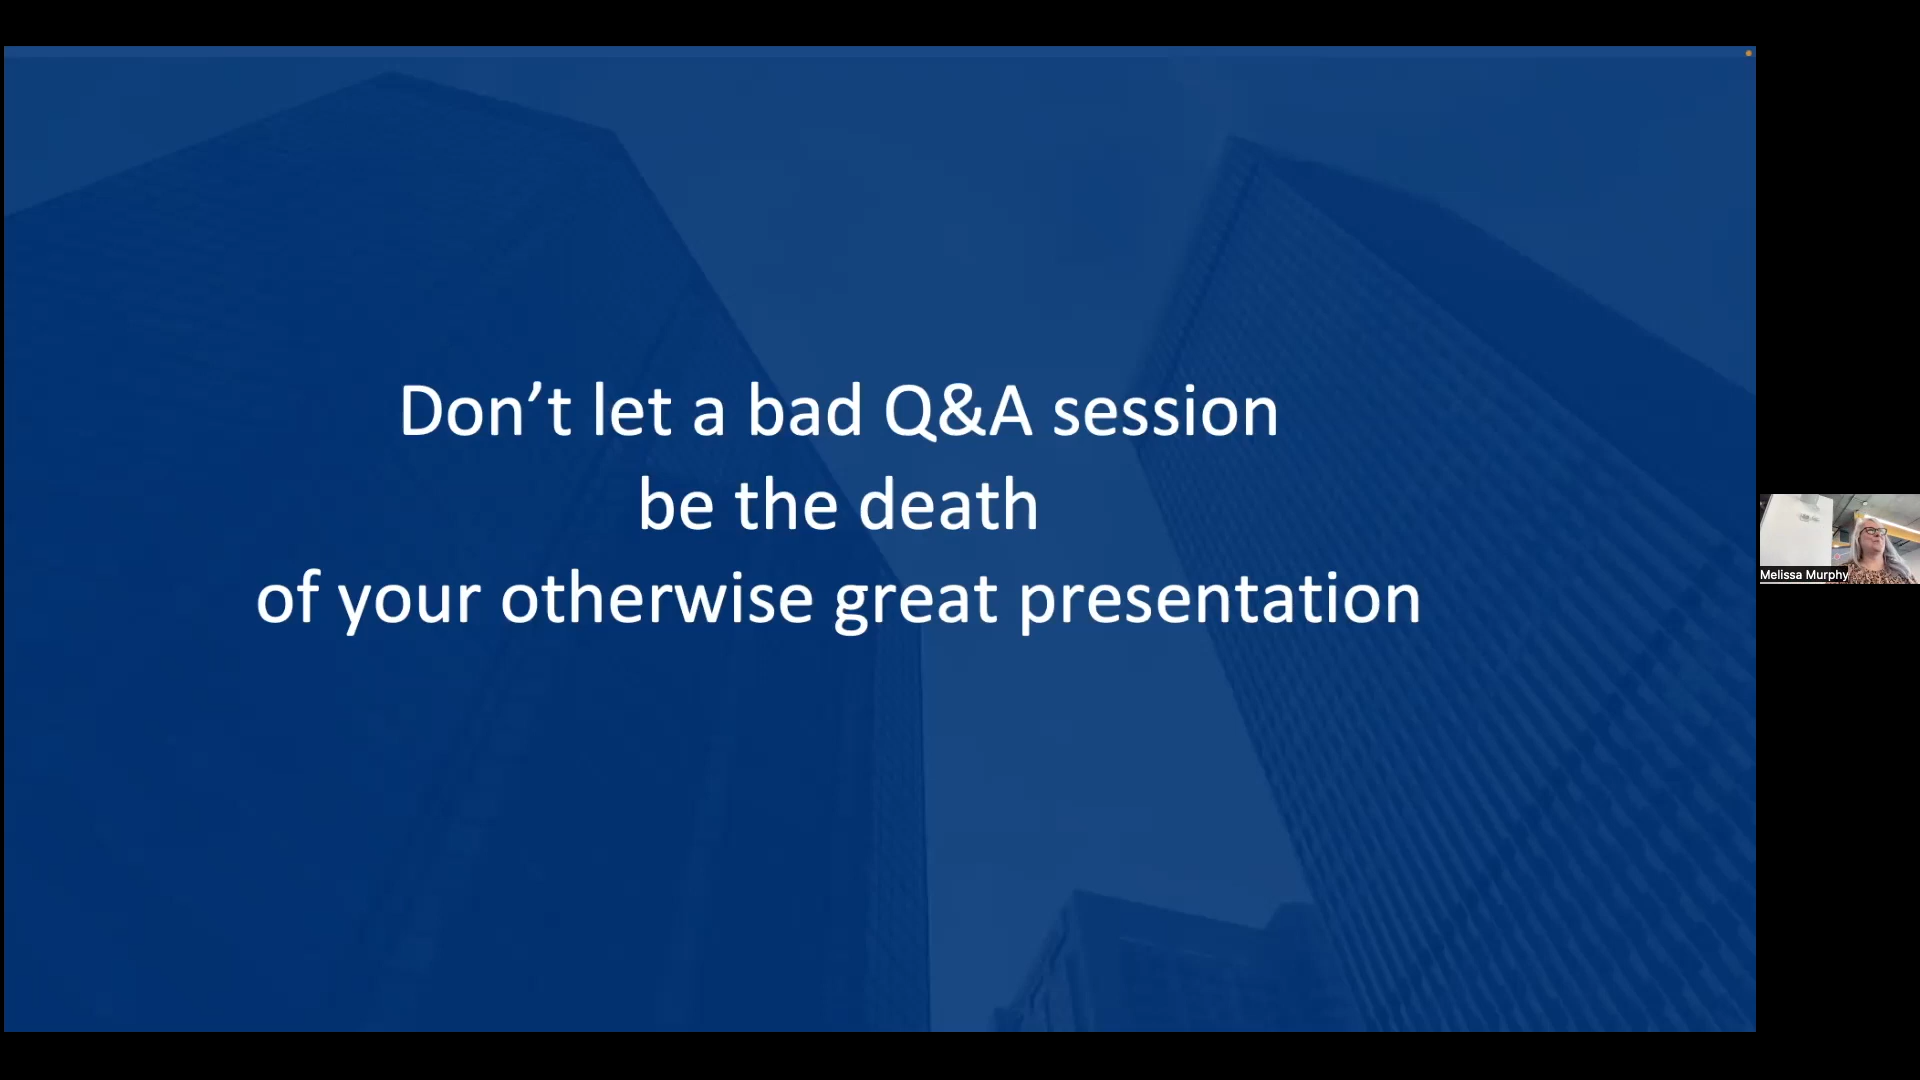 Don’t let a bad Q&A session
be the death
of your otherwise great presentation
Melissa Murphy